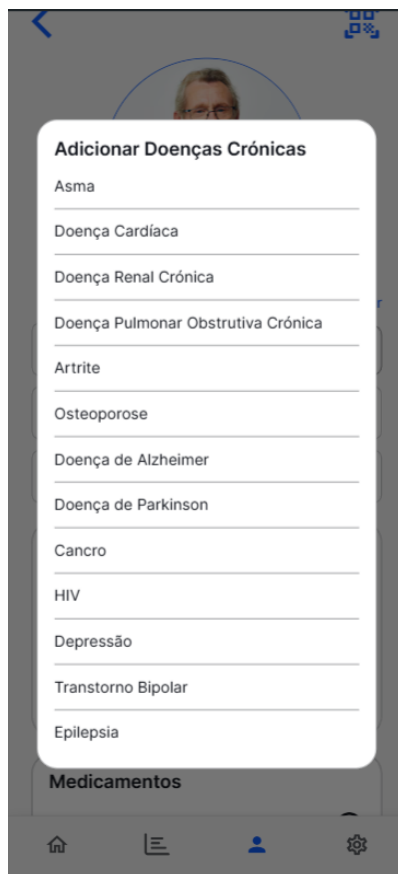 Adicionar Doenças Crónicas
Asma
Doença Cardíaca
Doença Renal Crónica
Doença Pulmonar Obstrutiva Crónica
Artrite
Osteoporose
Doença de Alzheimer
Doença de Parkinson
Cancro
HIV
Depressão
Transtorno Bipolar
Epilepsia
Medicamentos